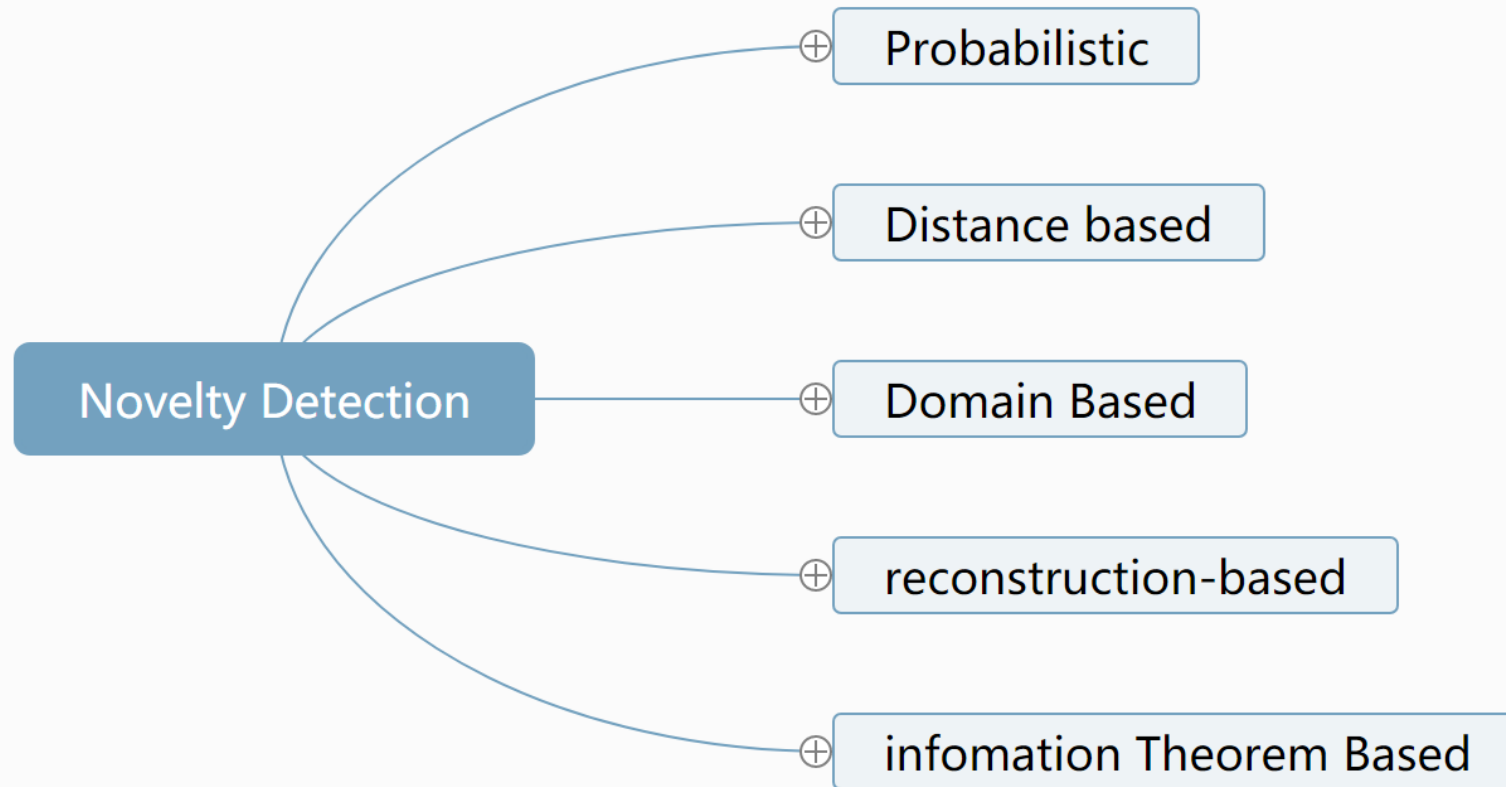 Probabilistic
Distance based
Novelty Detection
Domain Based
reconstruction-based
infomation Theorem Based